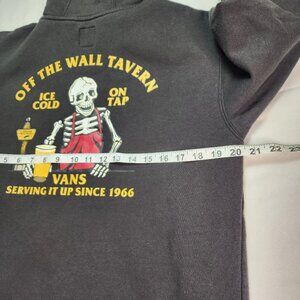 OFF THE WALL TAVERN
ICE COLD
ON TAP
5 6 7 8 9 10 11 12 13 14 15 16 17 18 19 20 21 22 23
VANS
SERVING IT UP SINCE 1966